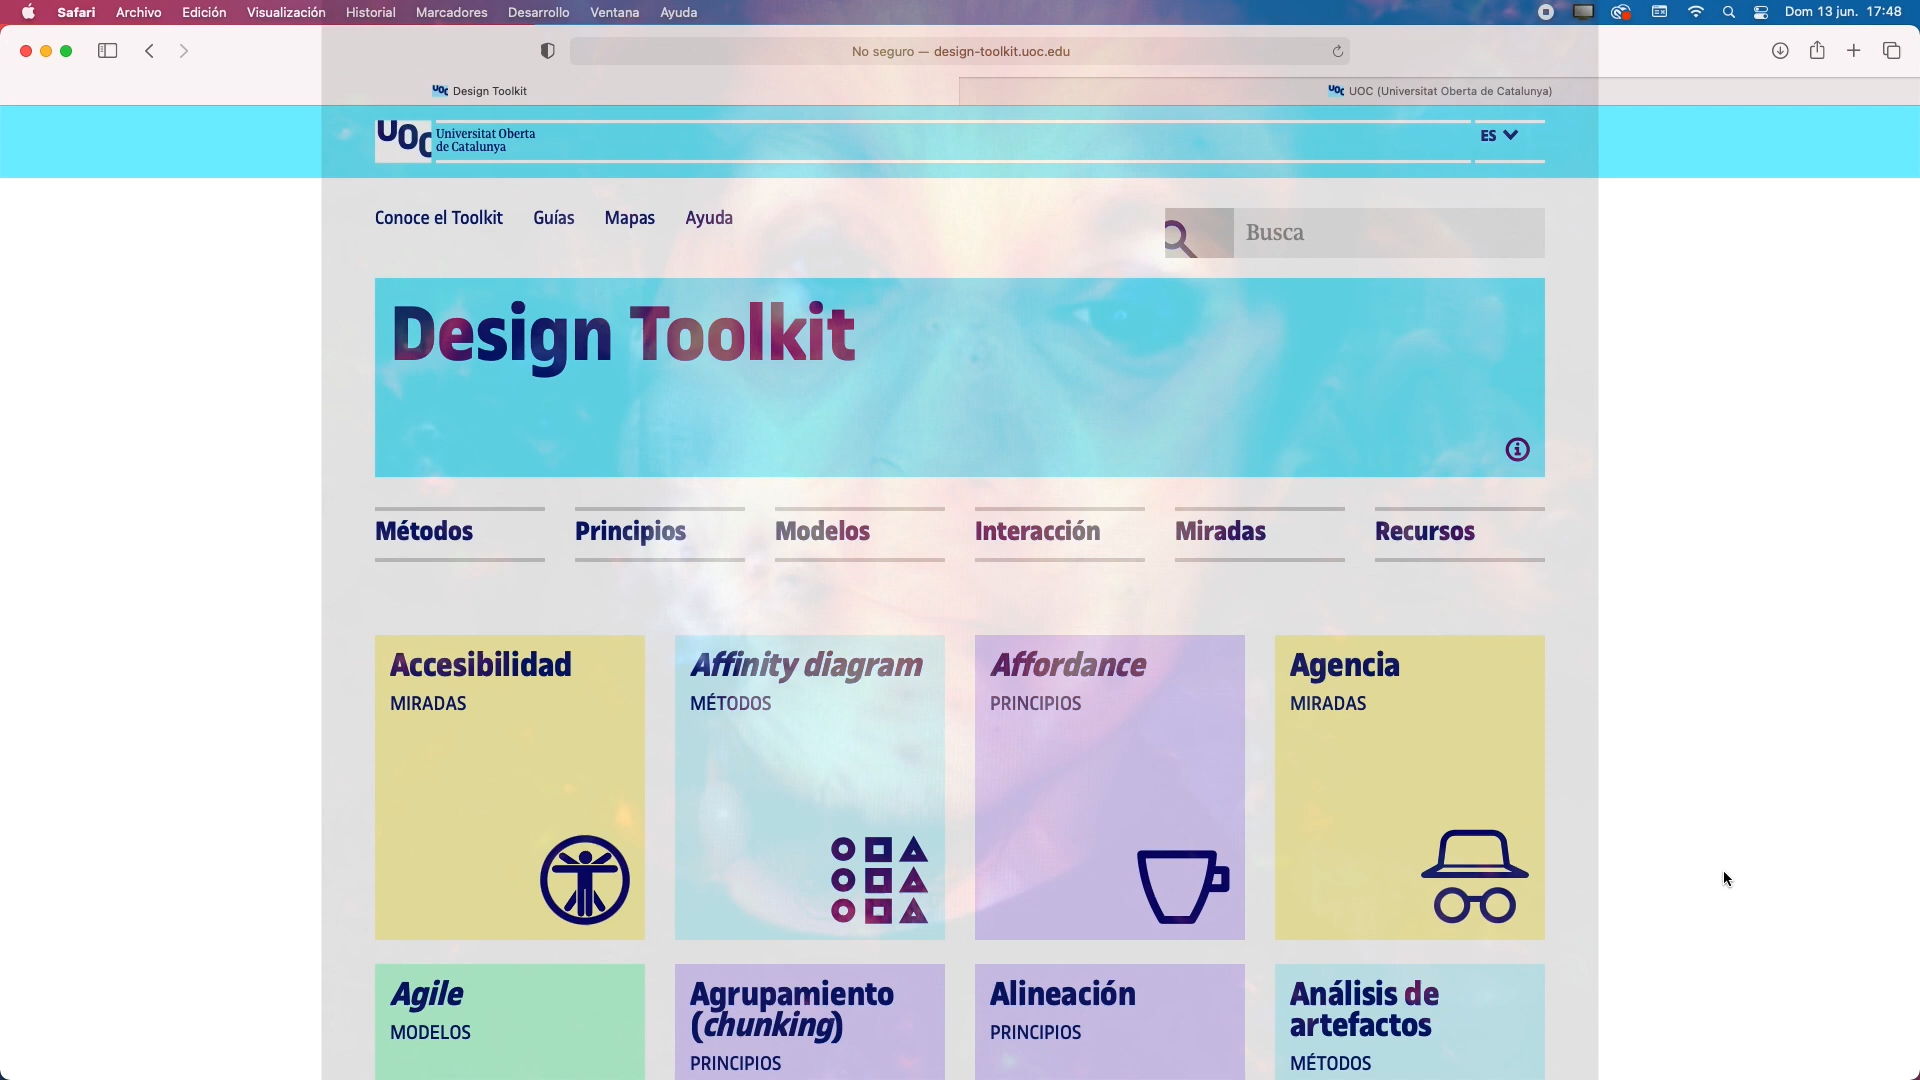 Safari Archivo Edición Visualización Historial Marcadores Desarrollo Ventana Ayuda Dom 13 jun. 17:48
No seguro — design-toolkit.uoc.edu
UOC Design Toolkit
UOC UOC (Universitat Oberta de Catalunya)
UOC
Universitat Oberta
de Catalunya
ES
Conoce el Toolkit Guías Mapas Ayuda
Busca
Design Toolkit
Métodos Principios Modelos Interacción Miradas Recursos
Accesibilidad
MIRADAS
Affinity diagram
MÉTODOS
Affordance
PRINCIPIOS
Agencia
MIRADAS
Agile
MODELOS
Agrupamiento
(chunking)
PRINCIPIOS
Alineación
PRINCIPIOS
Análisis de
artefactos
MÉTODOS